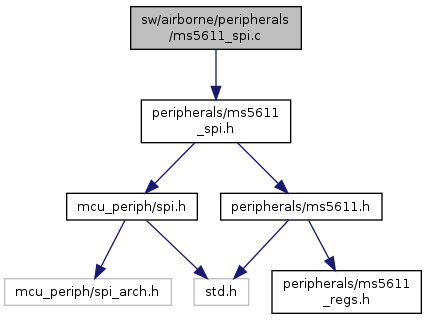 sw/airborne/peripherals
/ms5611_spi.c
peripherals/ms5611
_spi.h
mcu_periph/spi.h
peripherals/ms5611.h
mcu_periph/spi_arch.h
std.h
peripherals/ms5611
_regs.h